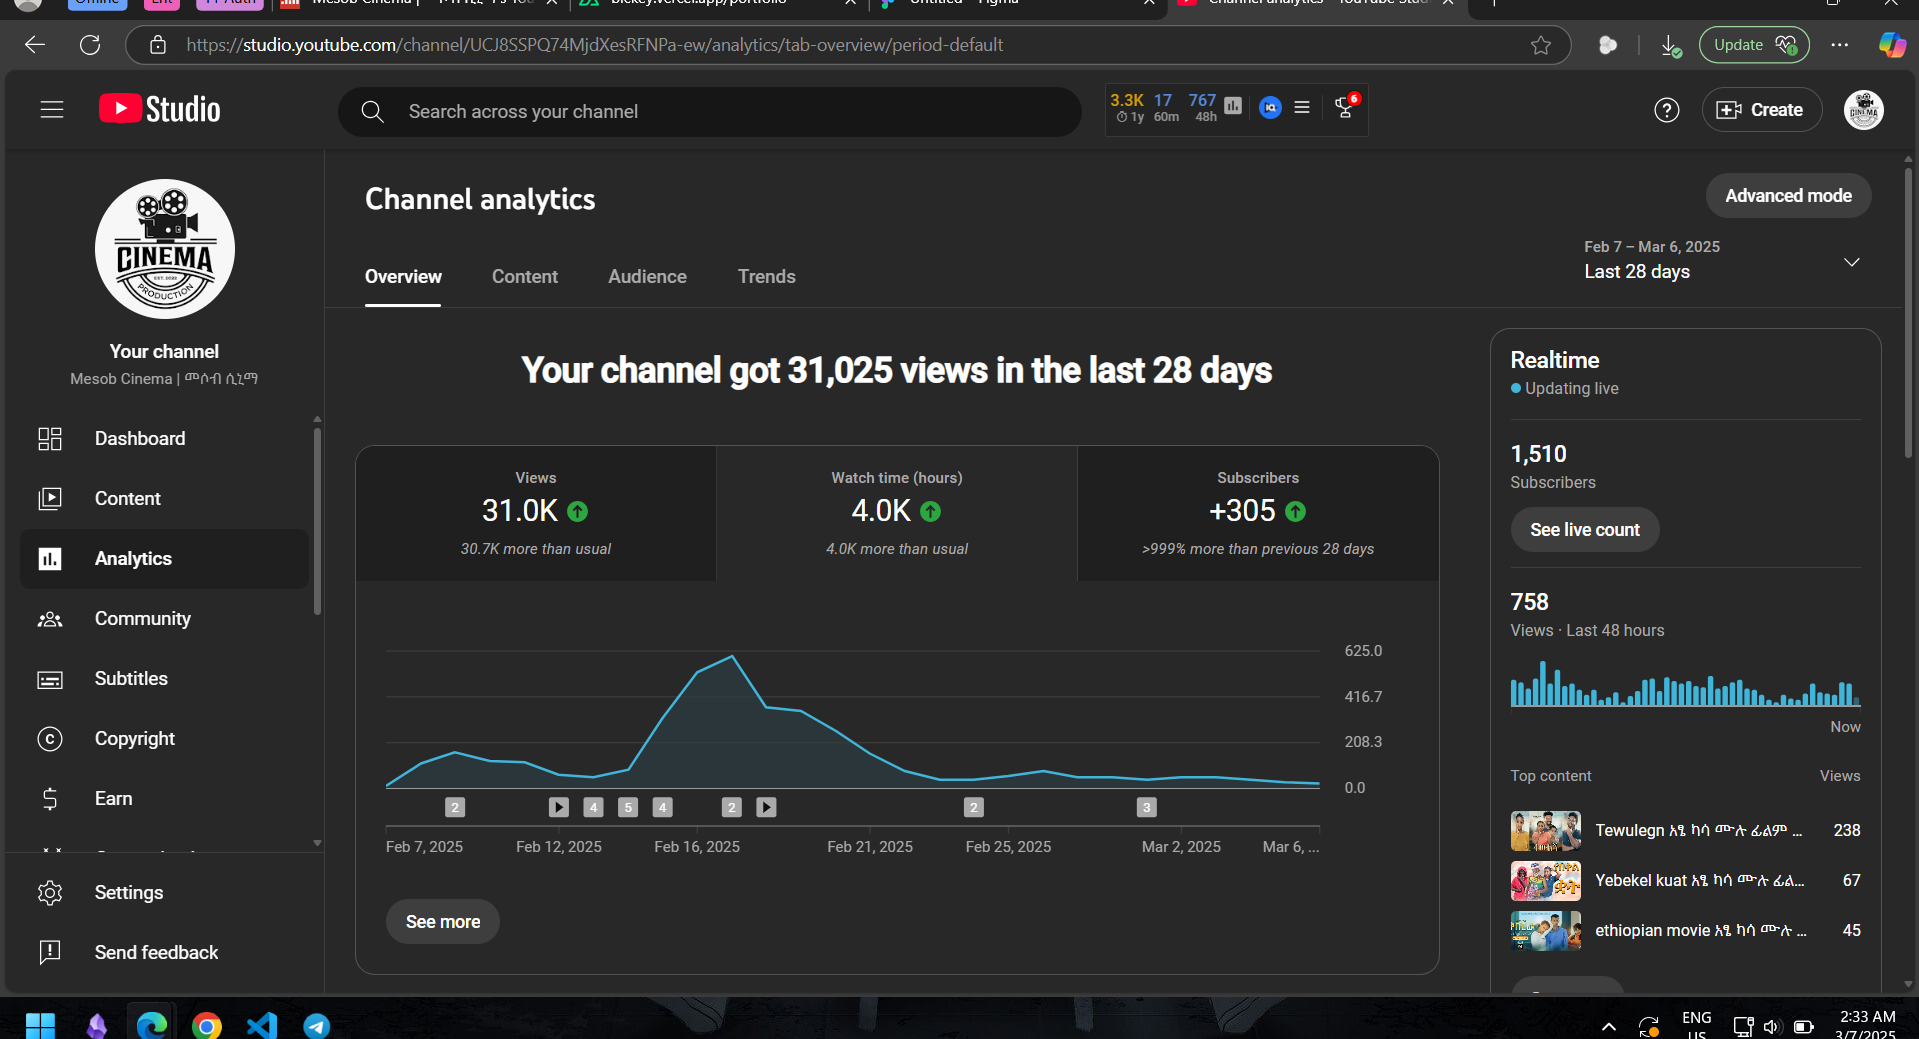 Offline
Ent
https://studio.youtube.com/channel/UCJ8SSPQ74MjdXesRFNPa-ew/analytics/tab-overview/period-default
Update
Studio
Search across your channel
3.3K 17 767
1y 60m 48h
6
Create
CINEMA
EST. 2022
PRODUCTION
Your channel
Mesob Cinema | መሶብ ሲኒማ
Dashboard
Content
Analytics
Community
Subtitles
Copyright
Earn
Settings
Send feedback
Channel analytics
Advanced mode
Feb 7 – Mar 6, 2025
Last 28 days
Overview Content Audience Trends
Your channel got 31,025 views in the last 28 days
Views
31.0K
30.7K more than usual
Watch time (hours)
4.0K
4.0K more than usual
Subscribers
+305
>999% more than previous 28 days
625.0
416.7
208.3
0.0
2 4 5 4 2 2 3
Feb 7, 2025 Feb 12, 2025 Feb 16, 2025 Feb 21, 2025 Feb 25, 2025 Mar 2, 2025 Mar 6, ...
See more
Realtime
Updating live
1,510
Subscribers
See live count
758
Views · Last 48 hours
Now
Top content Views
Tewulegn አፄ ካሳ ሙሉ ፊልም ... 238
Yebekel kuat አፄ ካሳ ሙሉ ፊል... 67
ethiopian movie አፄ ካሳ ሙሉ ... 45
ENG
US
2:33 AM
3/7/2025